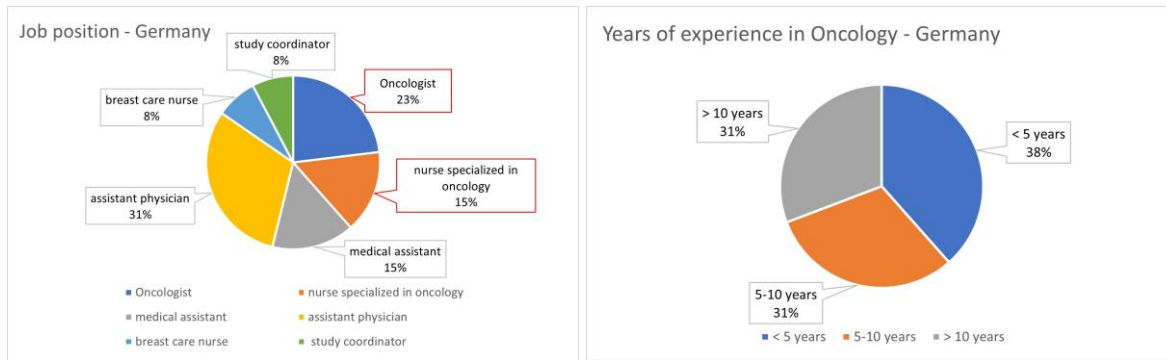 Job position - Germany
study coordinator
8%
Oncologist
23%
breast care nurse
8%
nurse specialized in
oncology
15%
assistant physician
31%
medical assistant
15%
Oncologist
nurse specialized in oncology
medical assistant
assistant physician
breast care nurse
study coordinator
Years of experience in Oncology - Germany
> 10 years
31%
< 5 years
38%
5-10 years
31%
< 5 years
5-10 years
> 10 years